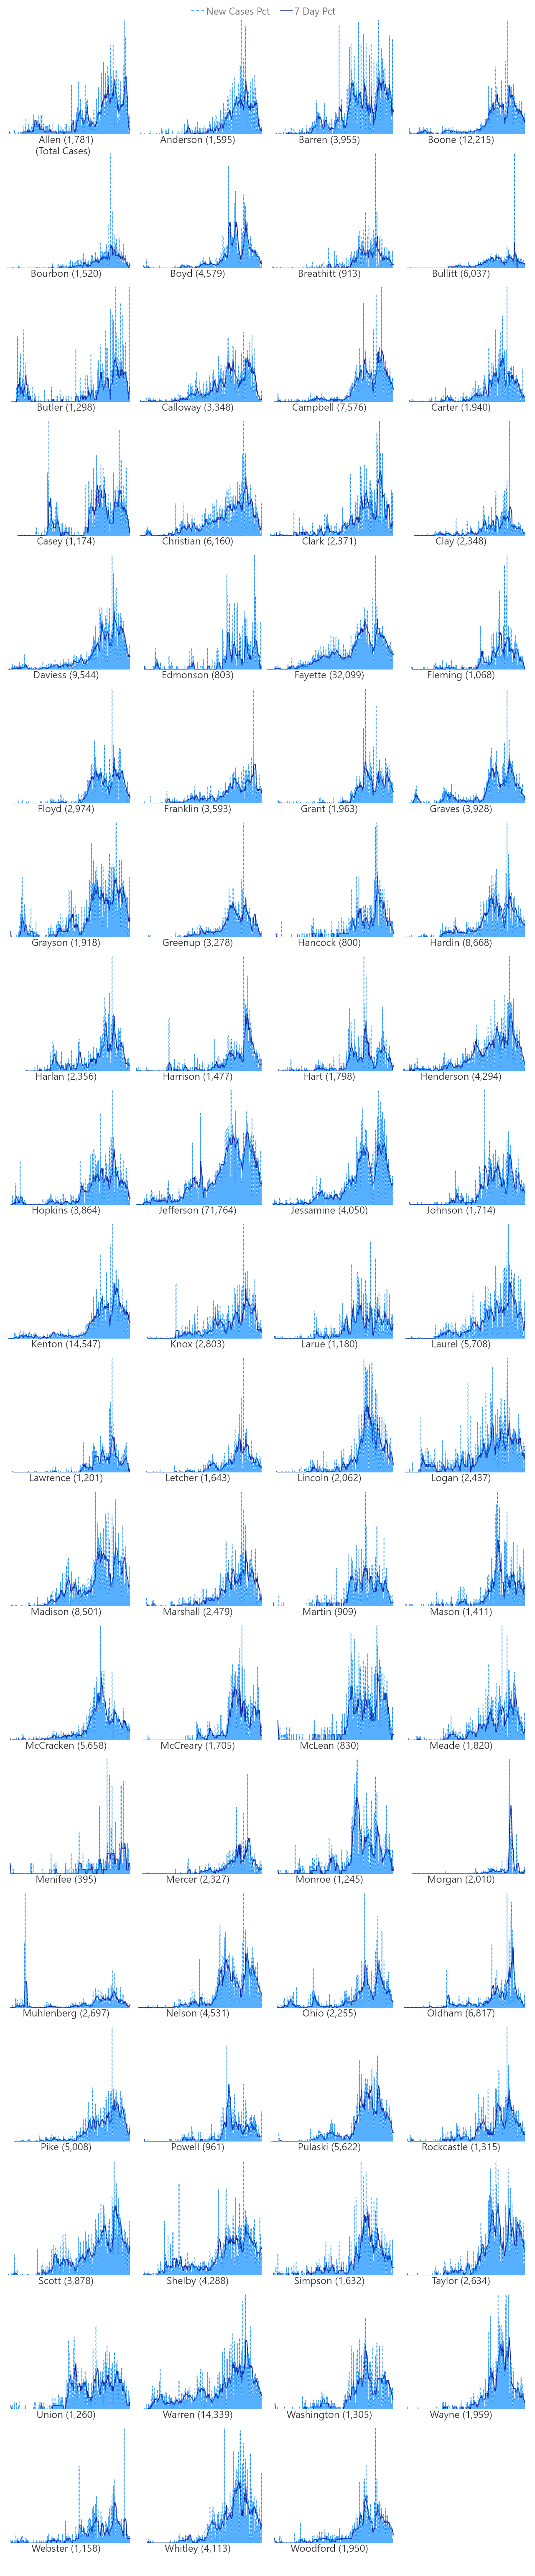 New Cases Pct 7 Day Pct
Allen (1,781) Anderson (1,595) Barren (3,955) Boone (12,215)
(Total Cases)
Bourbon (1,520) Boyd (4,579) Breathitt (913) Bullitt (6,037)
Butler (1,298) Calloway (3,348) Campbell (7,576) Carter (1,940)
Casey (1,174) Christian (6,160) Clark (2,371) Clay (2,348)
Daviess (9,544) Edmonson (803) Fayette (32,099) Fleming (1,068)
Floyd (2,974) Franklin (3,593) Grant (1,963) Graves (3,928)
Grayson (1,918) Greenup (3,278) Hancock (800) Hardin (8,668)
Harlan (2,356) Harrison (1,477) Hart (1,798) Henderson (4,294)
Hopkins (3,864) Jefferson (71,764) Jessamine (4,050) Johnson (1,714)
Kenton (14,547) Knox (2,803) Larue (1,180) Laurel (5,708)
Lawrence (1,201) Letcher (1,643) Lincoln (2,062) Logan (2,437)
Madison (8,501) Marshall (2,479) Martin (909) Mason (1,411)
McCracken (5,658) McCreary (1,705) McLean (830) Meade (1,820)
Menifee (395) Mercer (2,327) Monroe (1,245) Morgan (2,010)
Muhlenberg (2,697) Nelson (4,531) Ohio (2,255) Oldham (6,817)
Pike (5,008) Powell (961) Pulaski (5,622) Rockcastle (1,315)
Scott (3,878) Shelby (4,288) Simpson (1,632) Taylor (2,634)
Union (1,260) Warren (14,339) Washington (1,305) Wayne (1,959)
Webster (1,158) Whitley (4,113) Woodford (1,950)